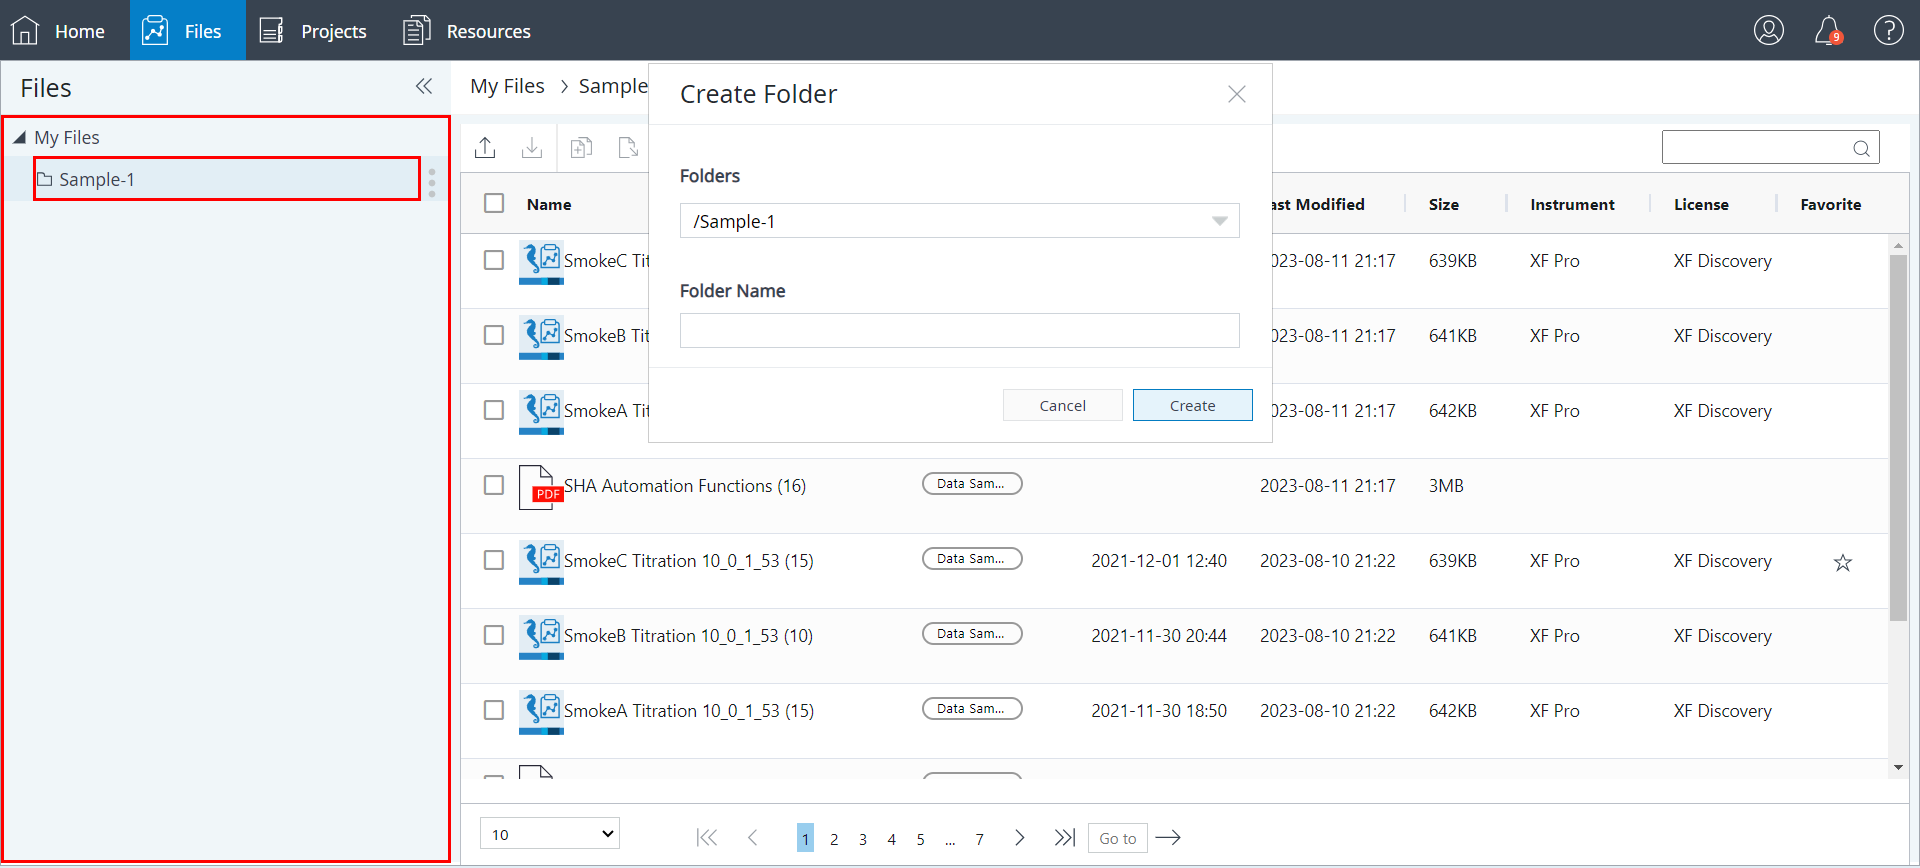 Home
Files
Projects
Resources
9
?
Files
My Files
Sample-1
My Files > Sample
Create Folder
Folders
/Sample-1
Folder Name
Cancel
Create
Name
ast Modified
Size
Instrument
License
Favorite
SmokeC Tit
023-08-11 21:17
639KB
XF Pro
XF Discovery
SmokeB Tit
023-08-11 21:17
641KB
XF Pro
XF Discovery
SmokeA Tit
023-08-11 21:17
642KB
XF Pro
XF Discovery
PDF
SHA Automation Functions (16)
Data Sam...
2023-08-11 21:17
3MB
SmokeC Titration 10_0_1_53 (15)
Data Sam...
2021-12-01 12:40
2023-08-10 21:22
639KB
XF Pro
XF Discovery
SmokeB Titration 10_0_1_53 (10)
Data Sam...
2021-11-30 20:44
2023-08-10 21:22
641KB
XF Pro
XF Discovery
SmokeA Titration 10_0_1_53 (15)
Data Sam...
2021-11-30 18:50
2023-08-10 21:22
642KB
XF Pro
XF Discovery
10
1 2 3 4 5 ... 7
Go to